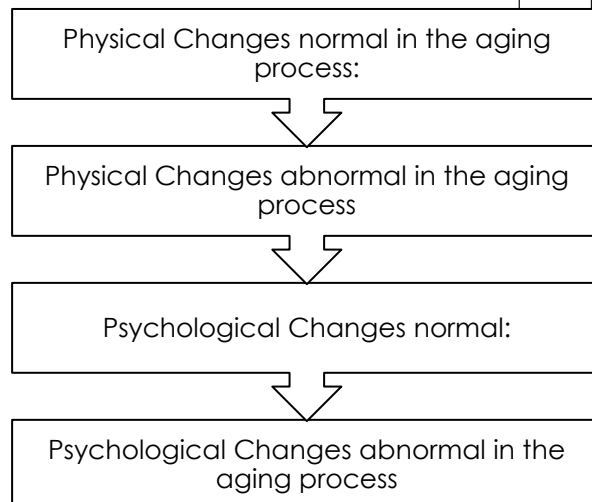 Physical Changes normal in the aging
process:
Physical Changes abnormal in the aging
process
Psychological Changes normal:
Psychological Changes abnormal in the
aging process